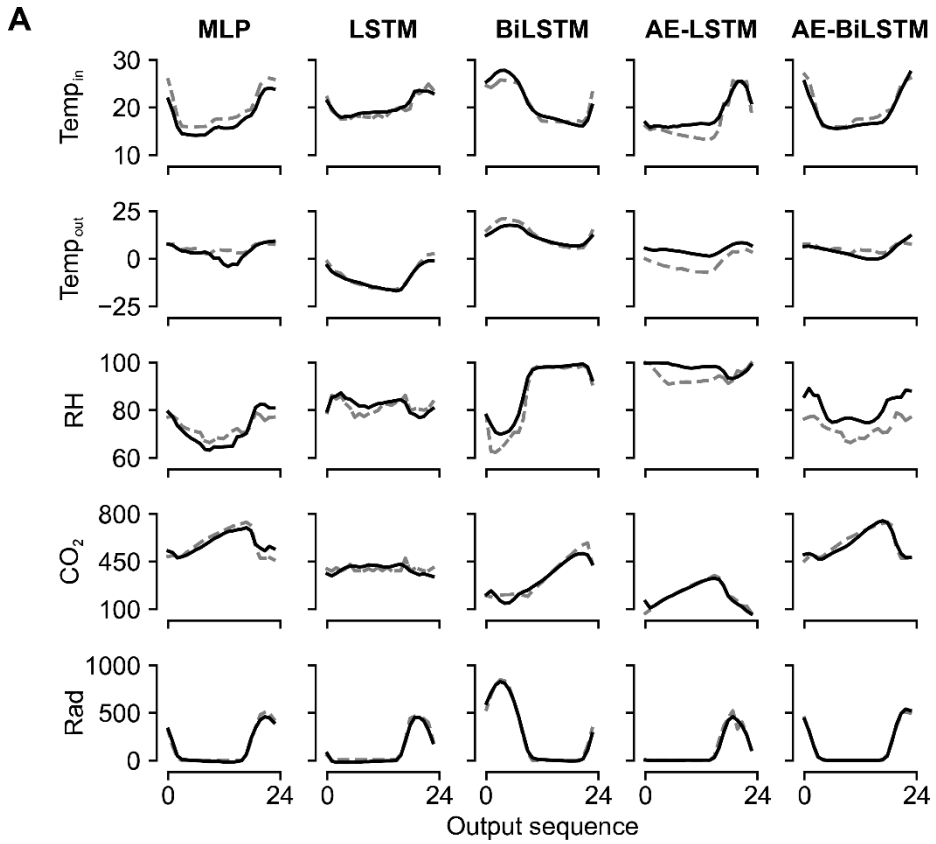 A
MLP LSTM BiLSTM AE-LSTM AE-BiLSTM
Temp_in
30
20
10
Temp_out
25
0
−25
RH
100
80
60
CO₂
800
450
100
Rad
1000
500
0
0 24 0 24 0 24 0 24 0 24
Output sequence